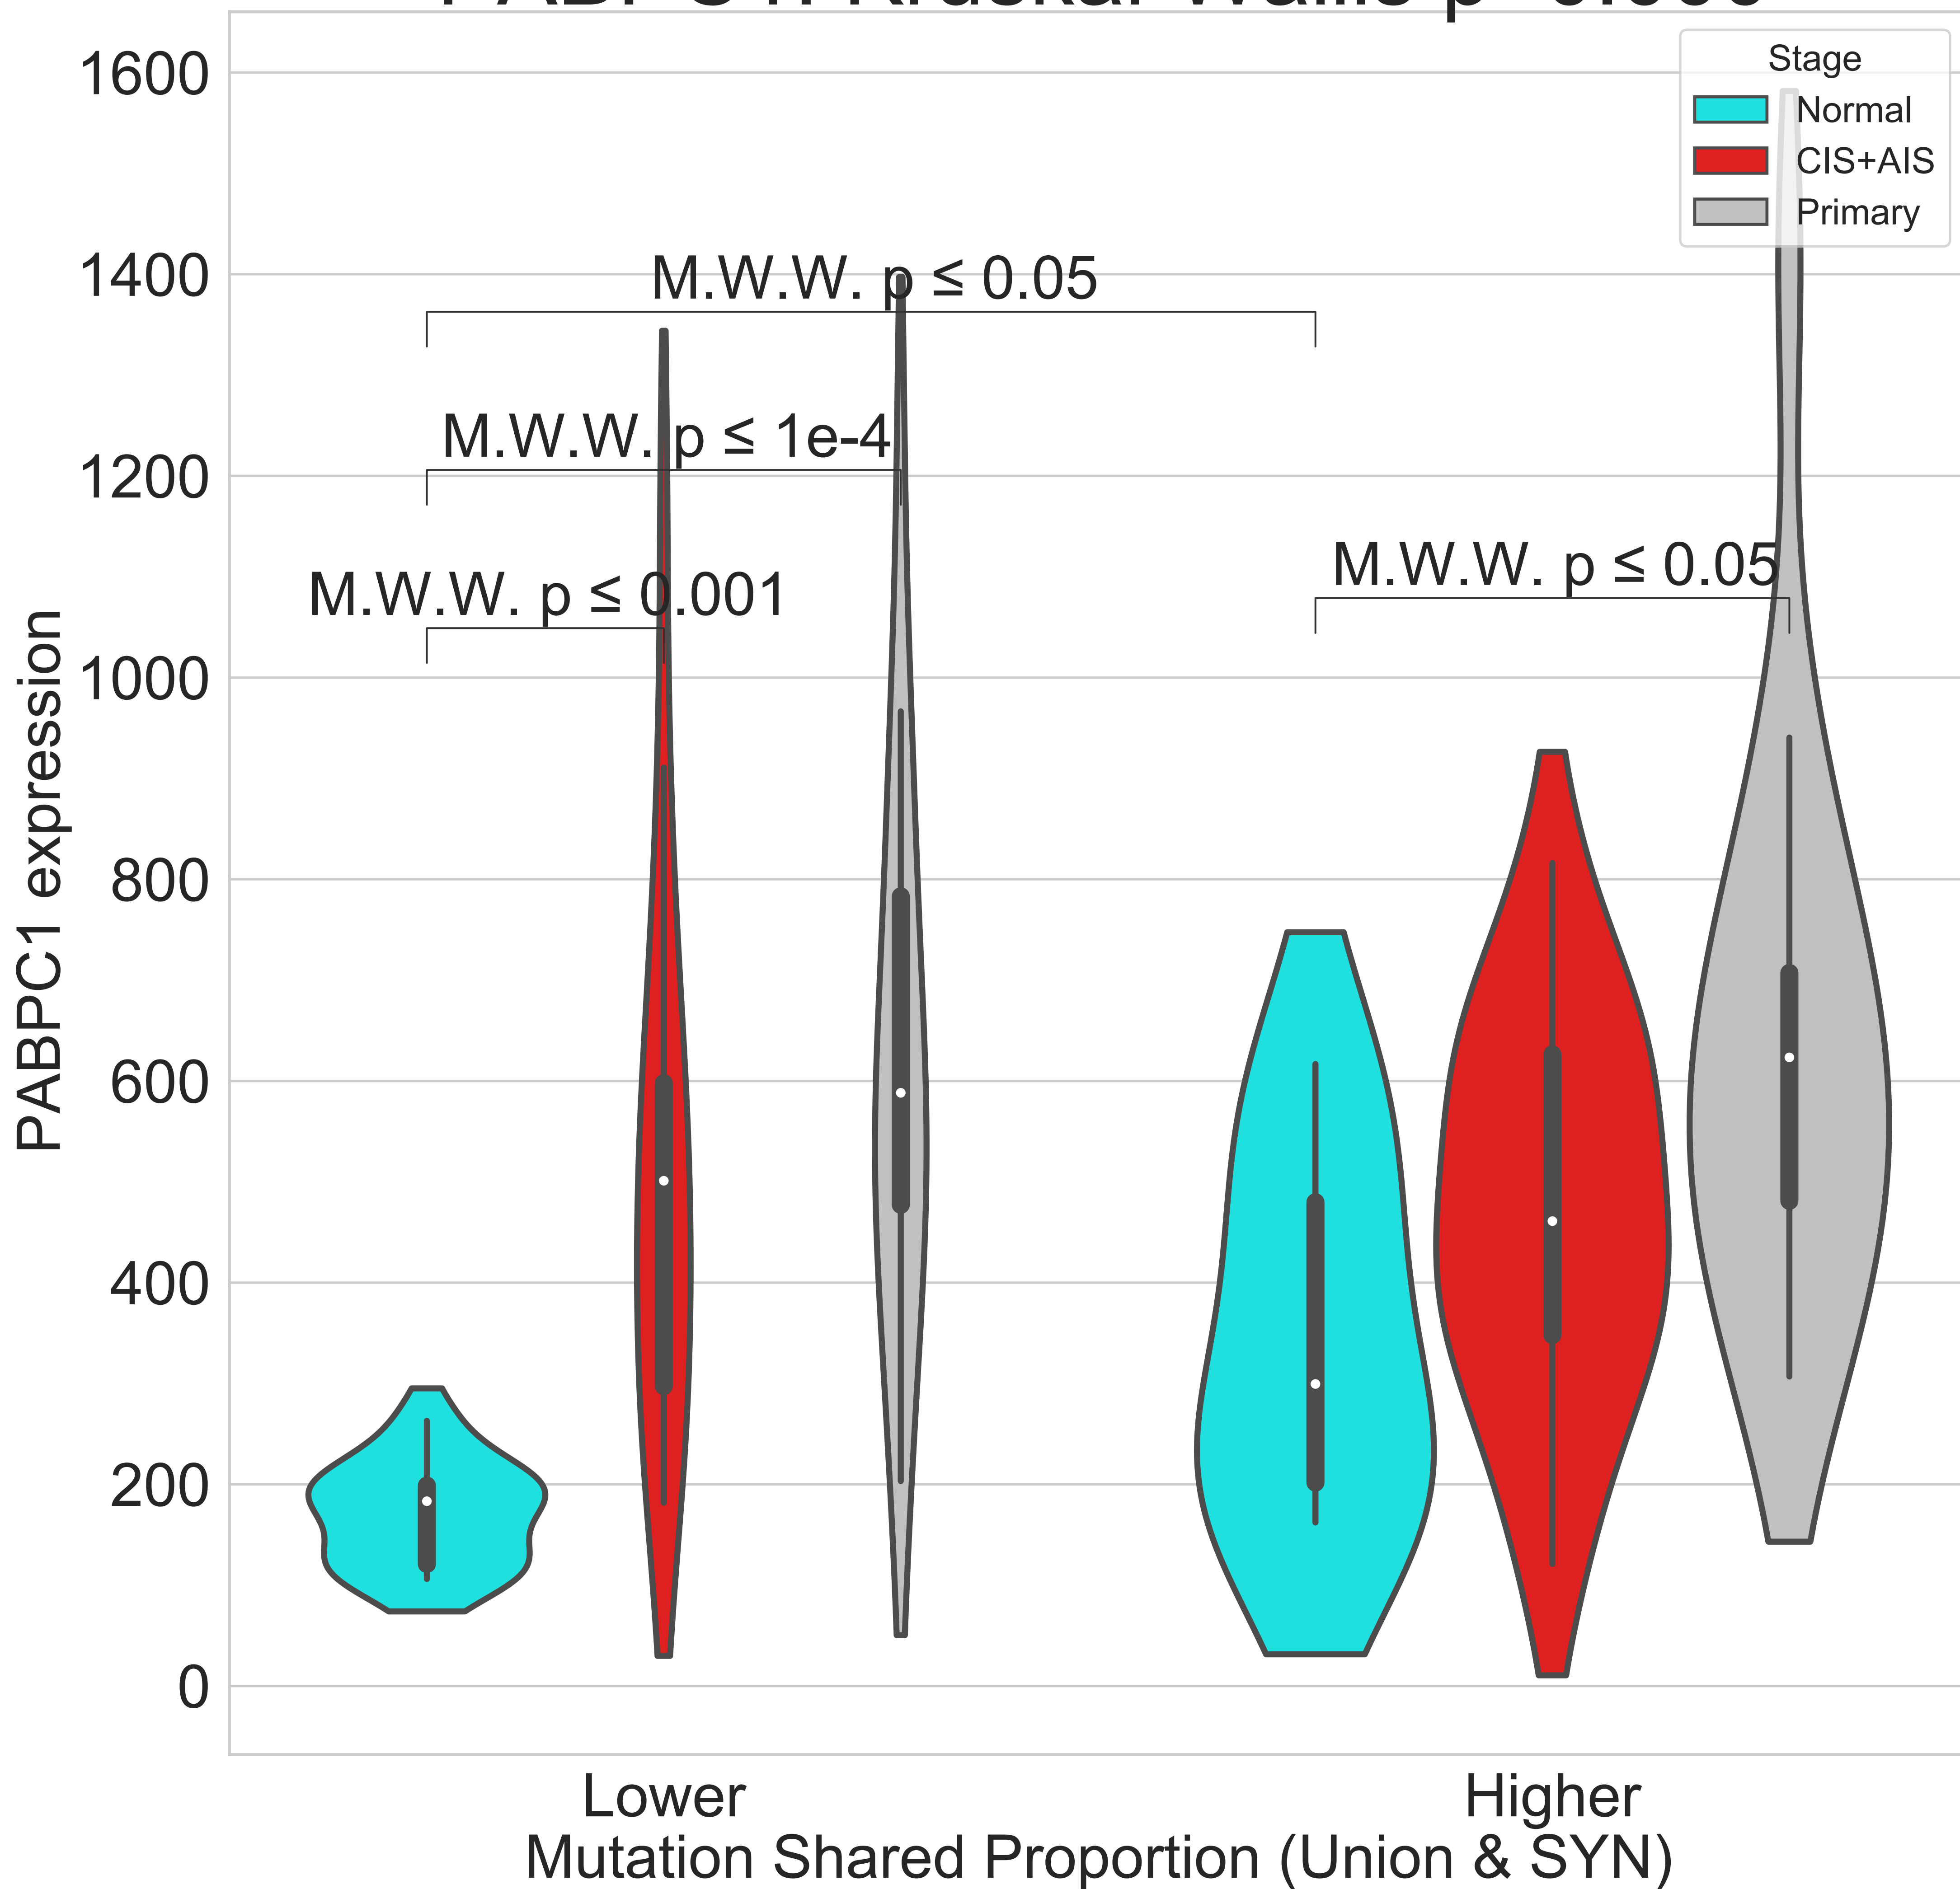 Stage
Normal
CIS+AIS
Primary
1600
1400
1200
1000
800
600
400
200
0
PABPC1 expression
M.W.W. p ≤ 0.05
M.W.W. p ≤ 1e-4
M.W.W. p ≤ 0.001
M.W.W. p ≤ 0.05
Lower
Higher
Mutation Shared Proportion (Union & SYN)